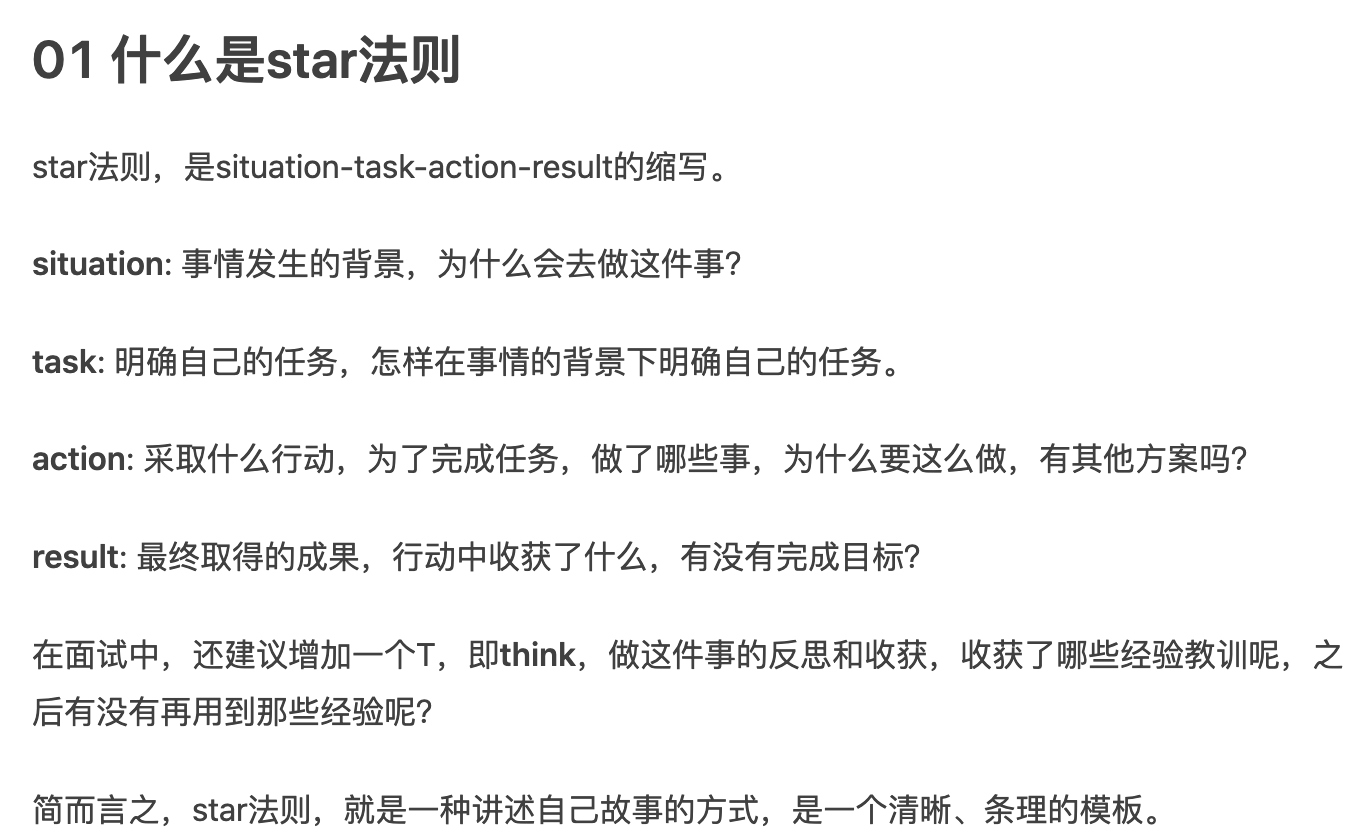 01 什么是star法则
star法则，是situation-task-action-result的缩写。
situation: 事情发生的背景，为什么会去做这件事？
task: 明确自己的任务，怎样在事情的背景下明确自己的任务。
action: 采取什么行动，为了完成任务，做了哪些事，为什么要这么做，有其他方案吗？
result: 最终取得的成果，行动中收获了什么，有没有完成目标？
在面试中，还建议增加一个T，即think，做这件事的反思和收获，收获了哪些经验教训呢，之
后有没有再用到那些经验呢？
简而言之，star法则，就是一种讲述自己故事的方式，是一个清晰、条理的模板。